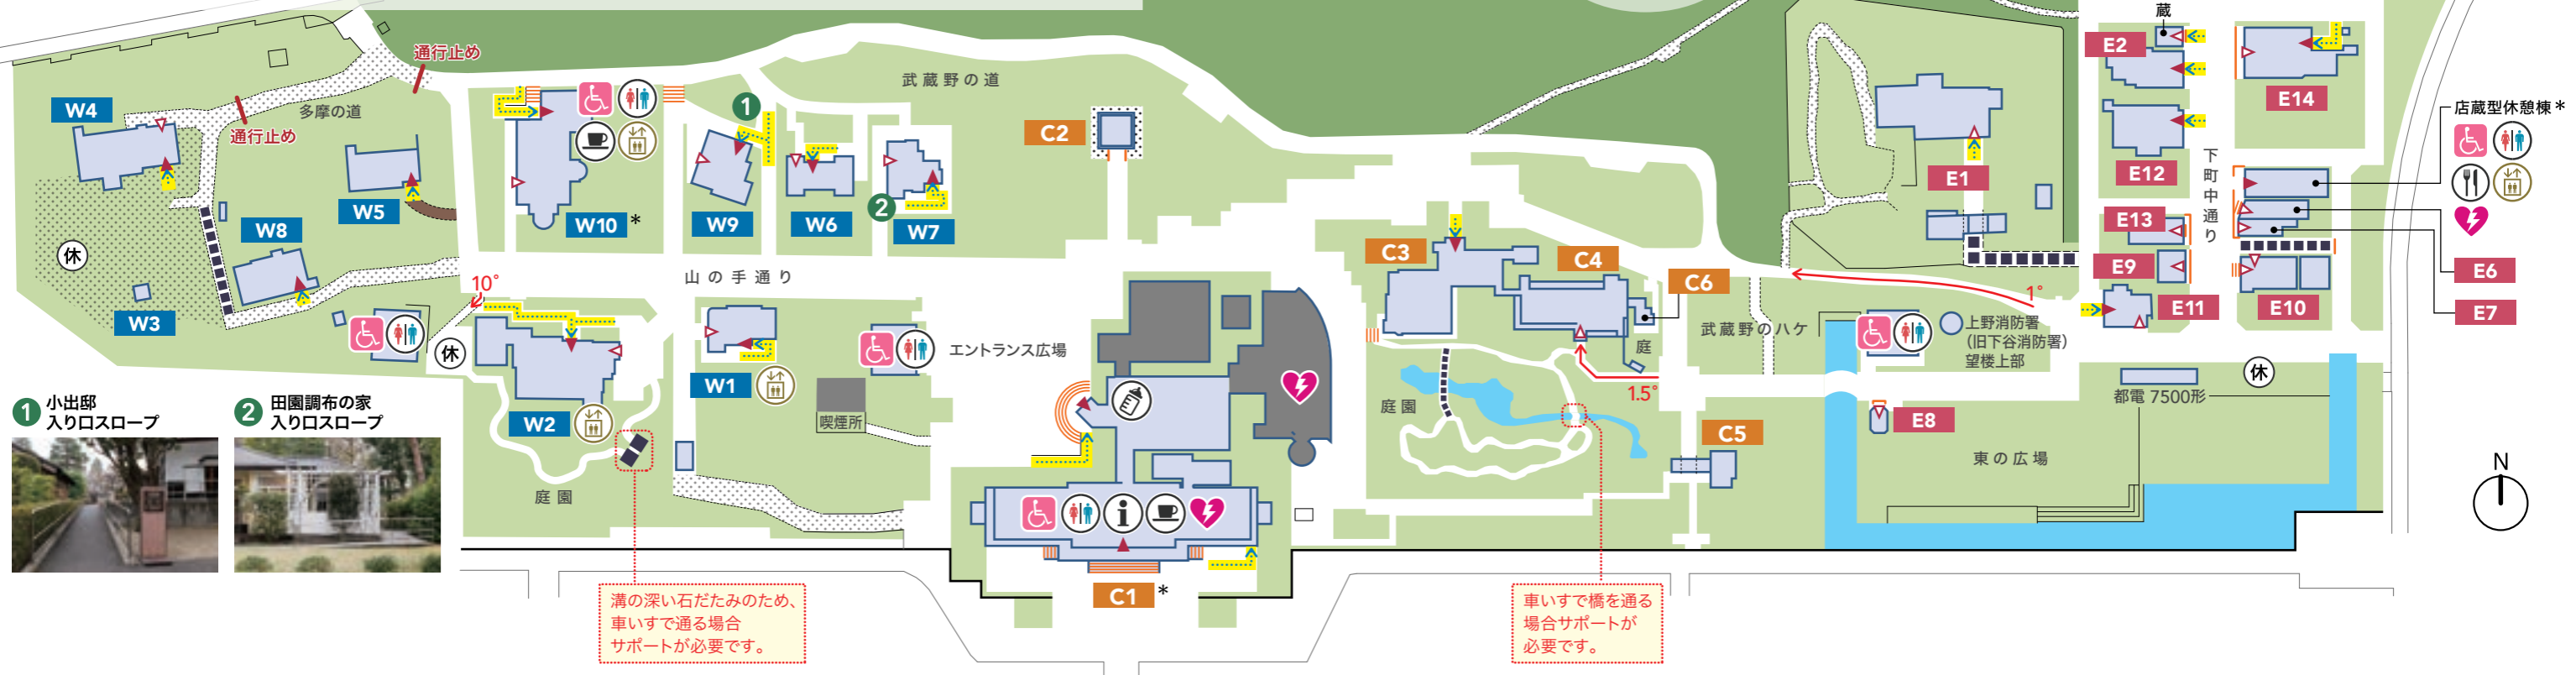 通行止め
通行止め
多摩の道
W4
W5
W8
W3
休
10°
休
W10 *
1
W9
W6
2
W7
武蔵野の道
山の手通り
W2
W1
庭園
喫煙所
エントランス広場
1 小出邸
入り口スロープ
2 田園調布の家
入り口スロープ
溝の深い石だたみのため、
車いすで通る場合
サポートが必要です。
C2
C1 *
i
C3
C4
C6
庭
1.5°
庭園
C5
車いすで橋を通る
場合サポートが
必要です。
武蔵野のハケ
1°
上野消防署
(旧下谷消防署)
望楼上部
E1
蔵
E2
E14
E12
下町中通り
E13
E9
E11
E10
店蔵型休憩棟*
E6
E7
E8
休
都電 7500形
東の広場
N